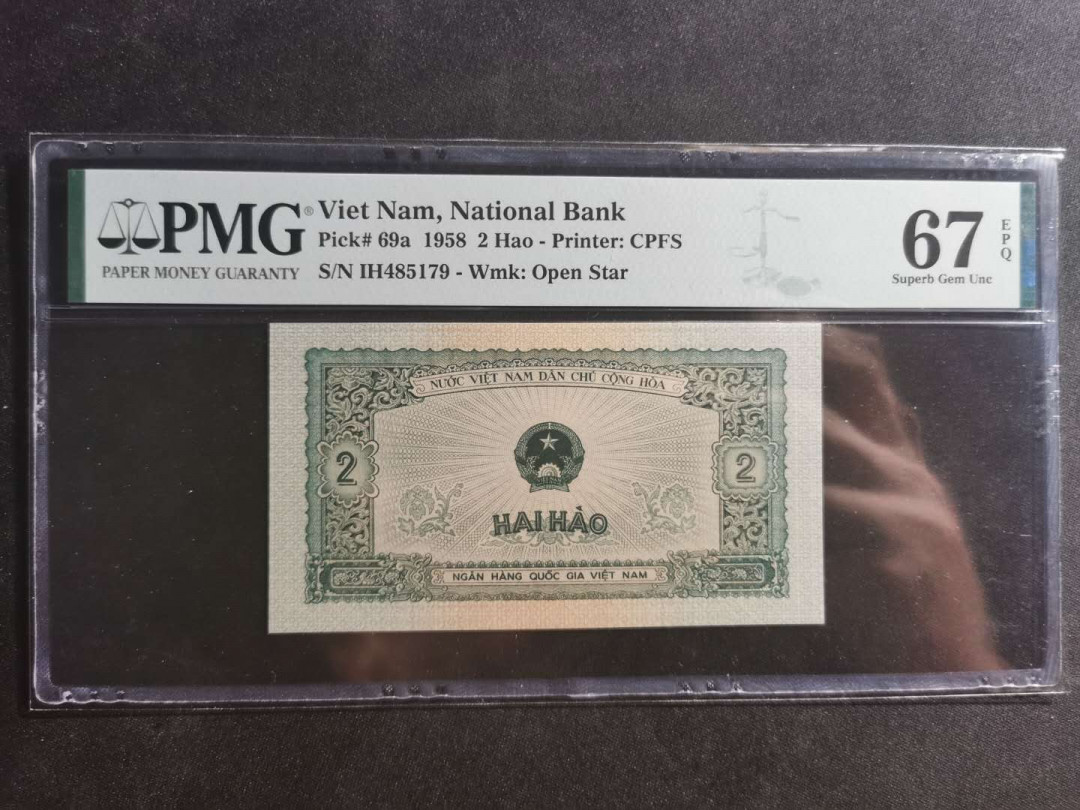 PMG®
PAPER MONEY GUARANTY
Viet Nam, National Bank
Pick# 69a 1958 2 Hao - Printer: CPFS
S/N IH485179 - Wmk: Open Star
67
EPQ
Superb Gem Unc
NƯỚC VIỆT NAM DÂN CHỦ CỘNG HÒA
2
2
HAI HÀO
NGÂN HÀNG QUỐC GIA VIỆT NAM